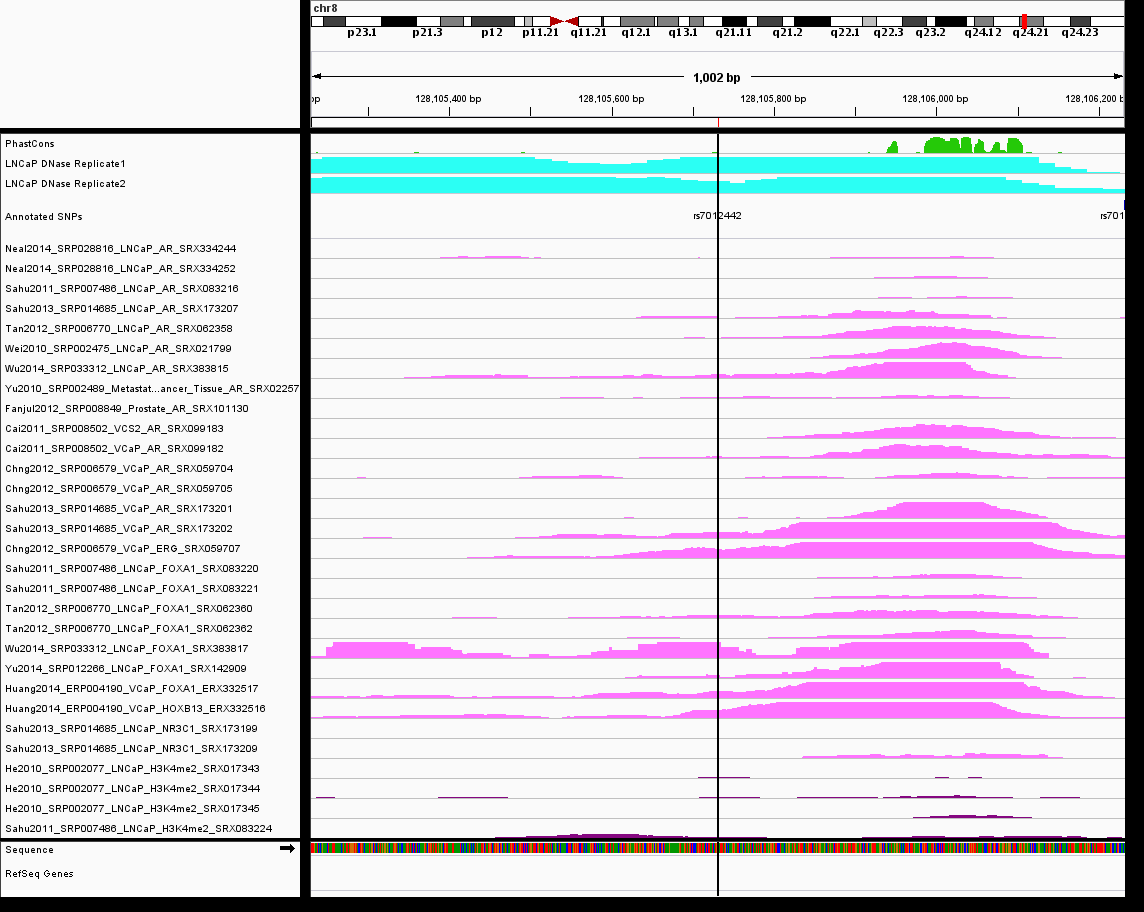 chr8
p23.1 p21.3 p12 p11.21 q11.21 q12.1 q13.1 q21.11 q21.2 q22.1 q22.3 q23.2 q24.12 q24.21 q24.23
1,002 bp
bp 128,105,400 bp 128,105,600 bp 128,105,800 bp 128,106,000 bp 128,106,200 b
PhastCons
LNCaP DNase Replicate1
LNCaP DNase Replicate2
Annotated SNPs rs7012442 rs701
Neal2014_SRP028816_LNCaP_AR_SRX334244
Neal2014_SRP028816_LNCaP_AR_SRX334252
Sahu2011_SRP007486_LNCaP_AR_SRX083216
Sahu2013_SRP014685_LNCaP_AR_SRX173207
Tan2012_SRP006770_LNCaP_AR_SRX062358
Wei2010_SRP002475_LNCaP_AR_SRX021799
Wu2014_SRP033312_LNCaP_AR_SRX383815
Yu2010_SRP002489_Metastat...ancer_Tissue_AR_SRX02257
Fanjul2012_SRP008849_Prostate_AR_SRX101130
Cai2011_SRP008502_VCS2_AR_SRX099183
Cai2011_SRP008502_VCaP_AR_SRX099182
Chng2012_SRP006579_VCaP_AR_SRX059704
Chng2012_SRP006579_VCaP_AR_SRX059705
Sahu2013_SRP014685_VCaP_AR_SRX173201
Sahu2013_SRP014685_VCaP_AR_SRX173202
Chng2012_SRP006579_VCaP_ERG_SRX059707
Sahu2011_SRP007486_LNCaP_FOXA1_SRX083220
Sahu2011_SRP007486_LNCaP_FOXA1_SRX083221
Tan2012_SRP006770_LNCaP_FOXA1_SRX062360
Tan2012_SRP006770_LNCaP_FOXA1_SRX062362
Wu2014_SRP033312_LNCaP_FOXA1_SRX383817
Yu2014_SRP012266_LNCaP_FOXA1_SRX142909
Huang2014_ERP004190_VCaP_FOXA1_ERX332517
Huang2014_ERP004190_VCaP_HOXB13_ERX332516
Sahu2013_SRP014685_LNCaP_NR3C1_SRX173199
Sahu2013_SRP014685_LNCaP_NR3C1_SRX173209
He2010_SRP002077_LNCaP_H3K4me2_SRX017343
He2010_SRP002077_LNCaP_H3K4me2_SRX017344
He2010_SRP002077_LNCaP_H3K4me2_SRX017345
Sahu2011_SRP007486_LNCaP_H3K4me2_SRX083224
Sequence
RefSeq Genes